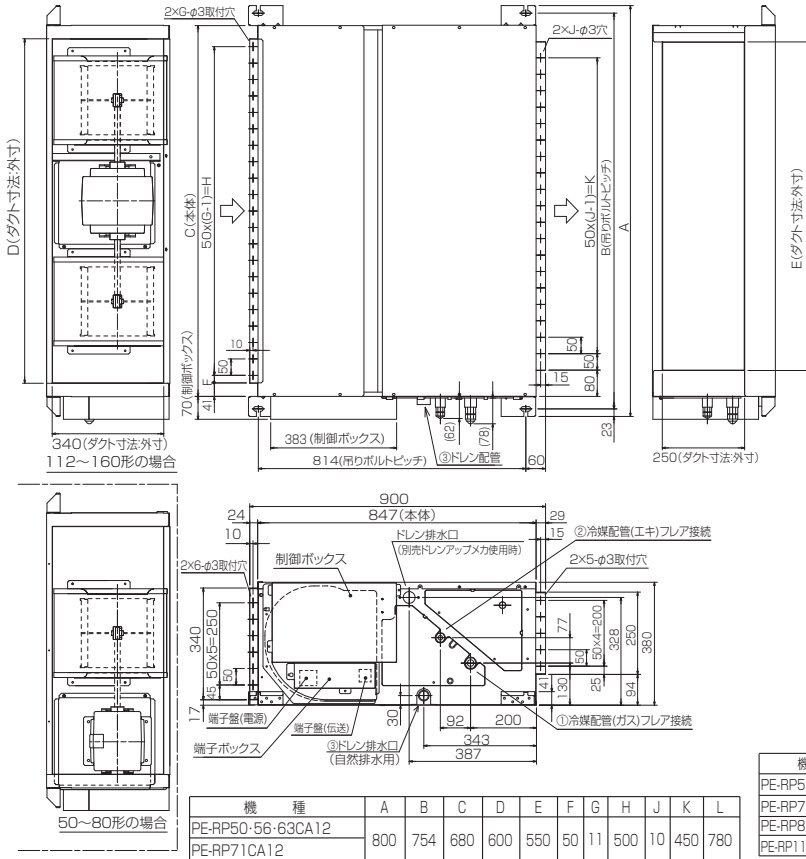 2×G-φ3取付穴
2×J-φ3穴
D(ダクト寸法:外寸)
C(本体)
50x(G-1)=H
50x(J-1)=K
B(吊りボルトピッチ)
A
E(ダクト寸法:外寸)
10
50
F
41
70(制御ボックス)
50
50
80
15
23
(62)
(78)
383(制御ボックス)
③ドレン配管
814(吊りボルトピッチ)
60
340(ダクト寸法:外寸)
112～160形の場合
250(ダクト寸法:外寸)
900
24
847(本体)
29
10
15
ドレン排水口
(別売ドレンアップメカ使用時)
②冷媒配管(エキ)フレア接続
2×6-φ3取付穴
制御ボックス
2×5-φ3取付穴
340
50x5=250
50
45
17
77
50
130
41
25
50×4=200
94
328
250
380
端子盤(電源)
端子盤(伝送)
端子ボックス
30
③ドレン排水口
(自然排水用)
92
200
①冷媒配管(ガス)フレア接続
343
387
50～80形の場合
機 種 A B C D E F G H J K L
PE-RP50·56·63CA12
PE-RP71CA12
800 754 680 600 550 50 11 500 10 450 780
PE-RP5
PE-RP7
PE-RP8
PE-RP11